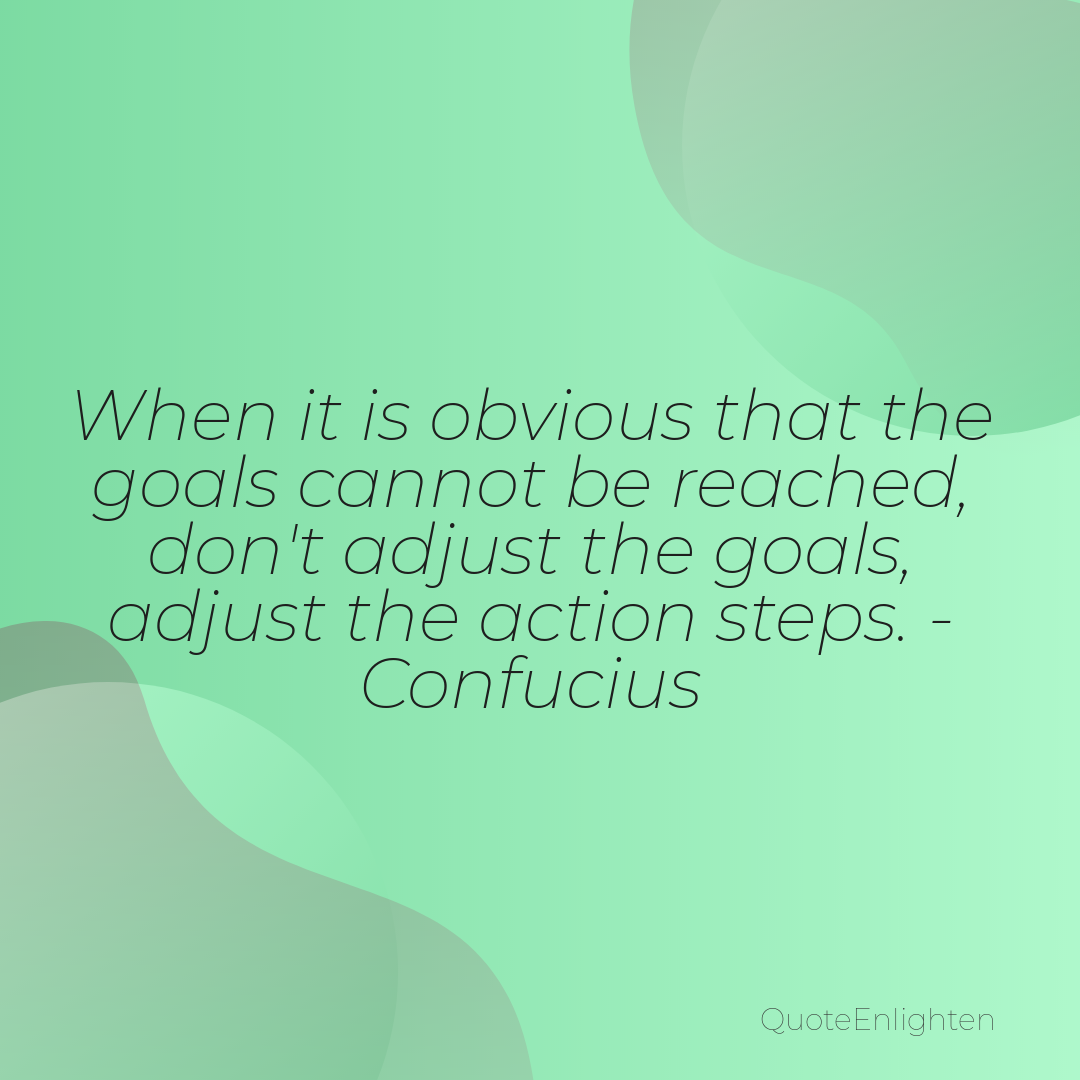 When it is obvious that the
goals cannot be reached,
don't adjust the goals,
adjust the action steps. -
Confucius
QuoteEnlighten